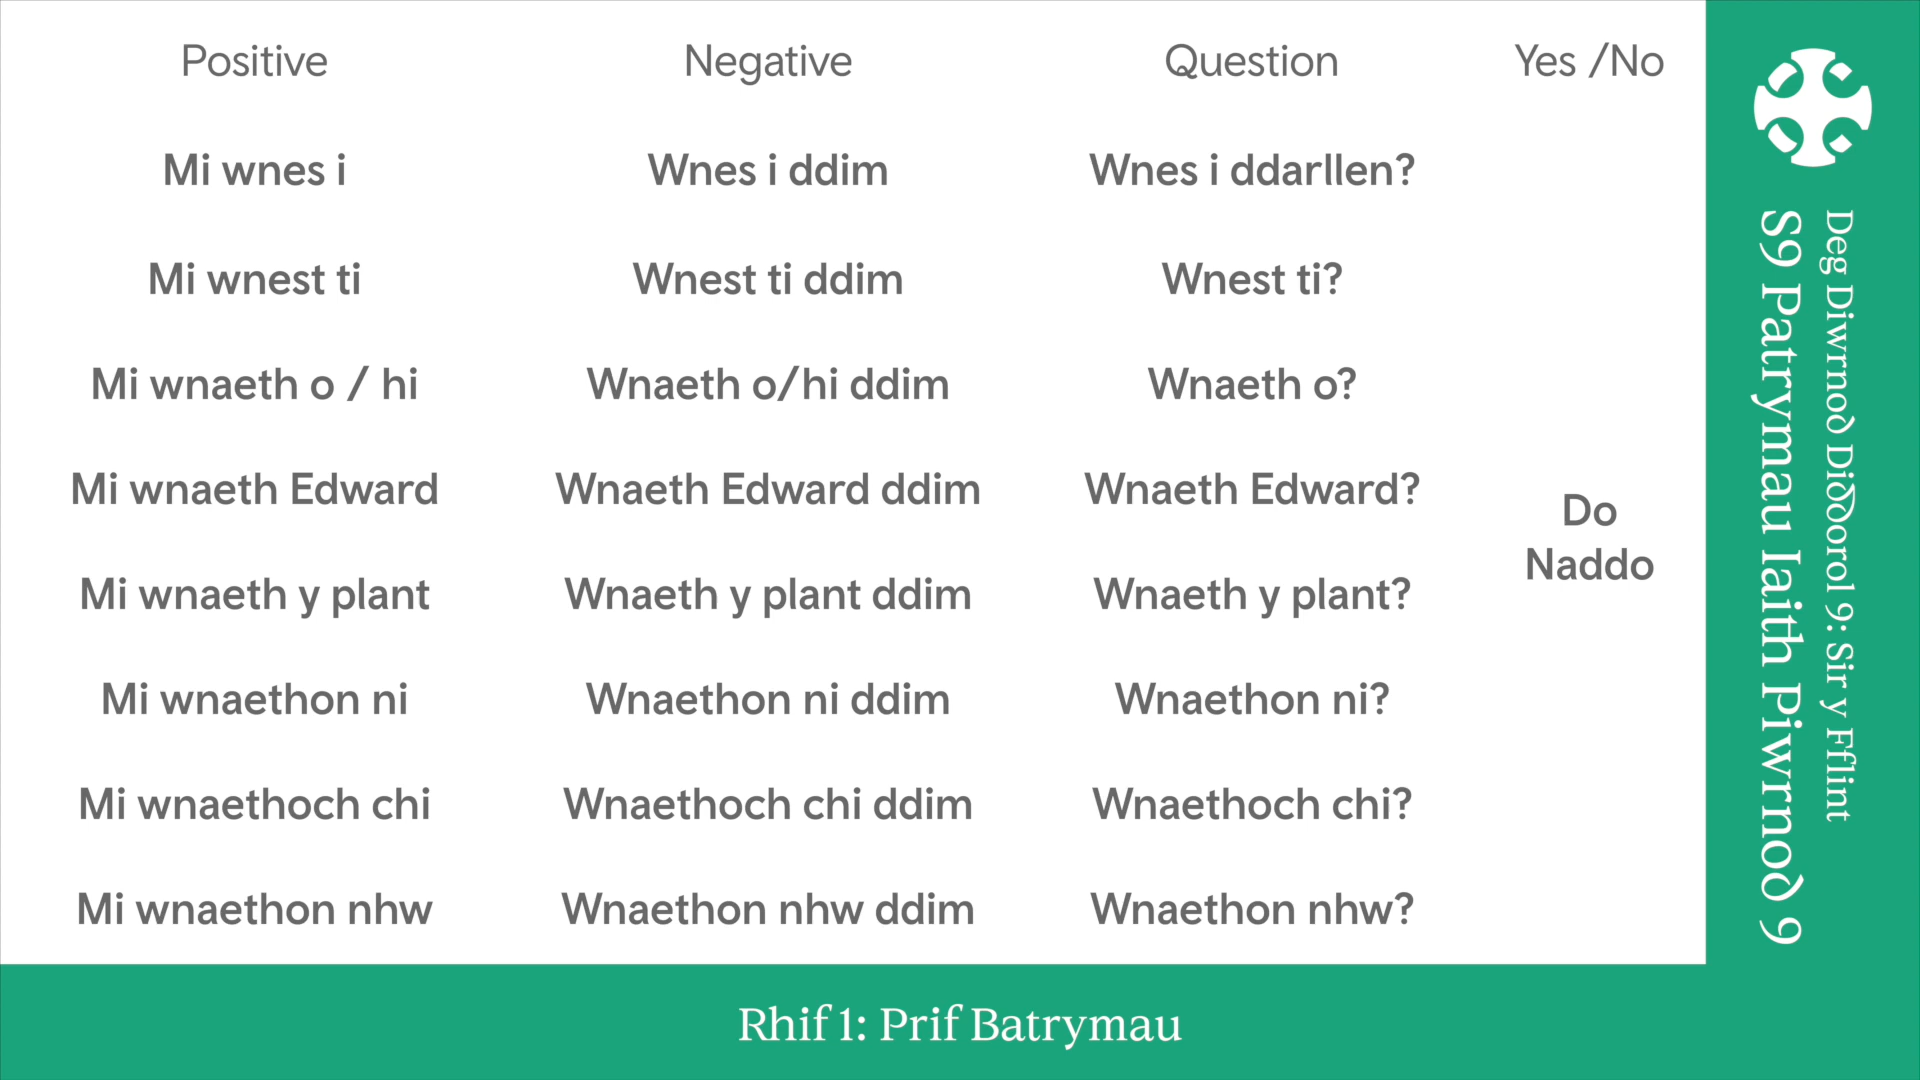 Positive Negative Question Yes /No
Mi wnes i Wnes i ddim Wnes i ddarllen?
Mi wnest ti Wnest ti ddim Wnest ti?
Mi wnaeth o / hi Wnaeth o/hi ddim Wnaeth o?
Mi wnaeth Edward Wnaeth Edward ddim Wnaeth Edward?
Do
Naddo
Mi wnaeth y plant Wnaeth y plant ddim Wnaeth y plant?
Mi wnaethon ni Wnaethon ni ddim Wnaethon ni?
Mi wnaethoch chi Wnaethoch chi ddim Wnaethoch chi?
Mi wnaethon nhw Wnaethon nhw ddim Wnaethon nhw?
Deg Diwrnod Diddorol 9: Sir y Fflint
S9 Patrymau Iaith Piwrnod 9
Rhif 1: Prif Batrymau